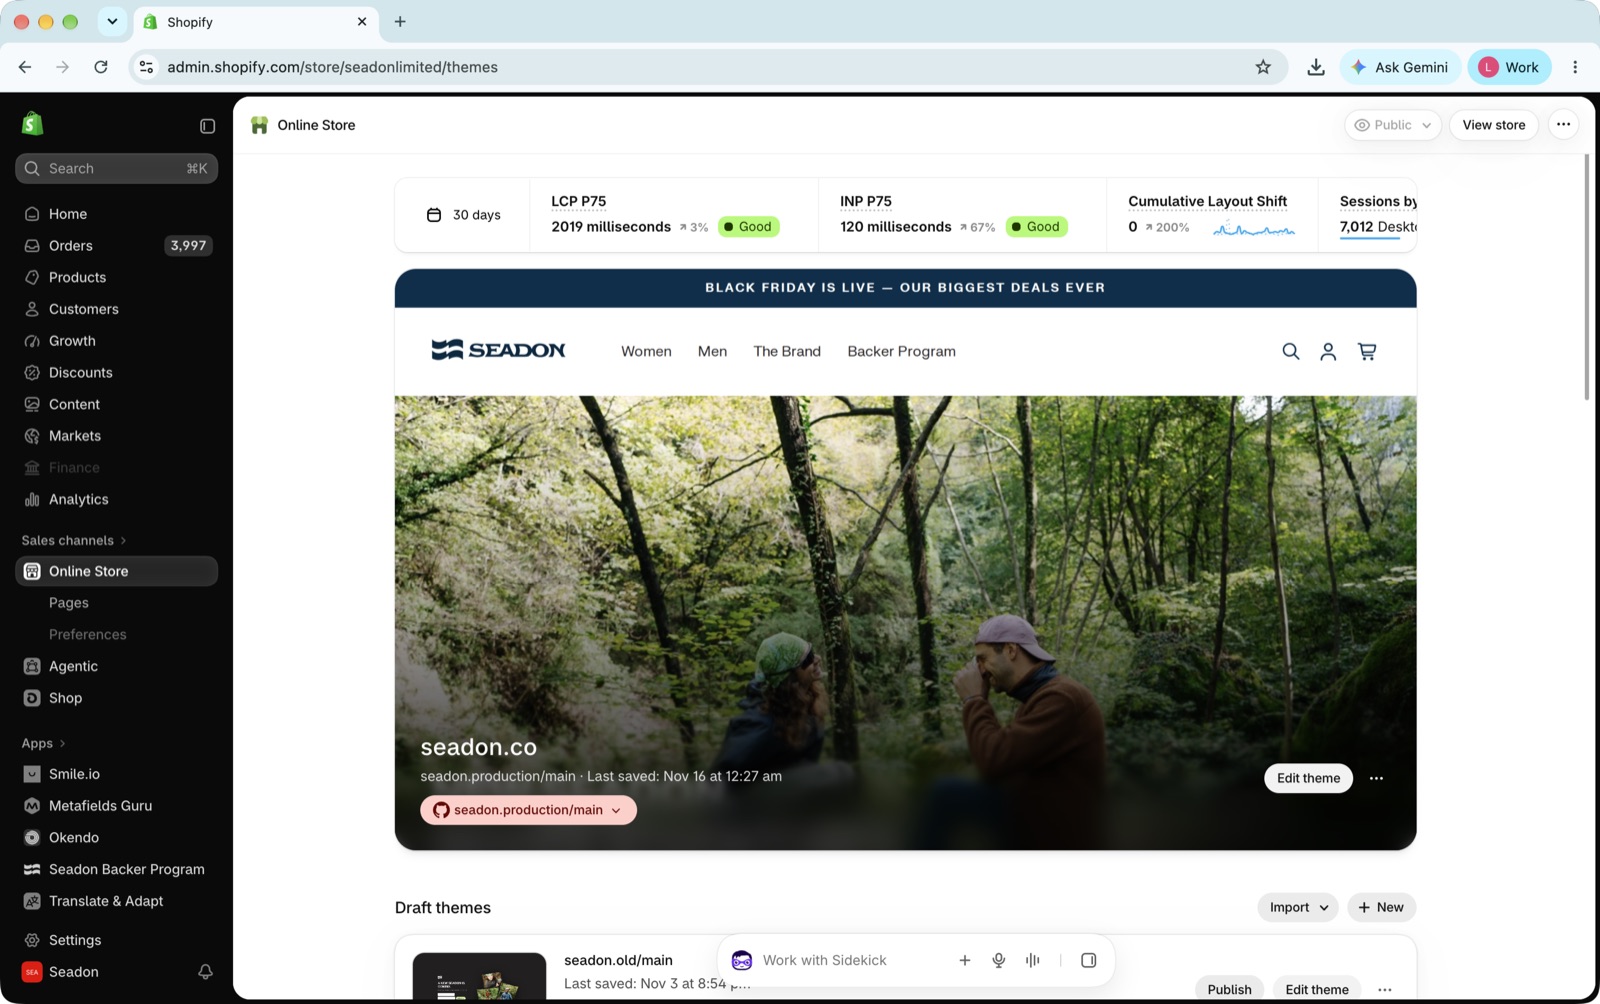 Shopify
admin.shopify.com/store/seadonlimited/themes
Ask Gemini
L
Work
Search
⌘K
Home
Orders
3,997
Products
Customers
Growth
Discounts
Content
Markets
Finance
Analytics
Sales channels
Online Store
Pages
Preferences
Agentic
Shop
Apps
Smile.io
Metafields Guru
Okendo
Seadon Backer Program
Translate & Adapt
Settings
SEA
Seadon
Online Store
Public
View store
30 days
LCP P75
2019 milliseconds 3% Good
INP P75
120 milliseconds 67% Good
Cumulative Layout Shift
0 200%
Sessions by
7,012 Deskt
BLACK FRIDAY IS LIVE — OUR BIGGEST DEALS EVER
SEADON
Women Men The Brand Backer Program
seadon.co
seadon.production/main · Last saved: Nov 16 at 12:27 am
seadon.production/main
Edit theme
Draft themes
Import
New
seadon.old/main
Last saved: Nov 3 at 8:54 p...
Work with Sidekick
Publish
Edit theme